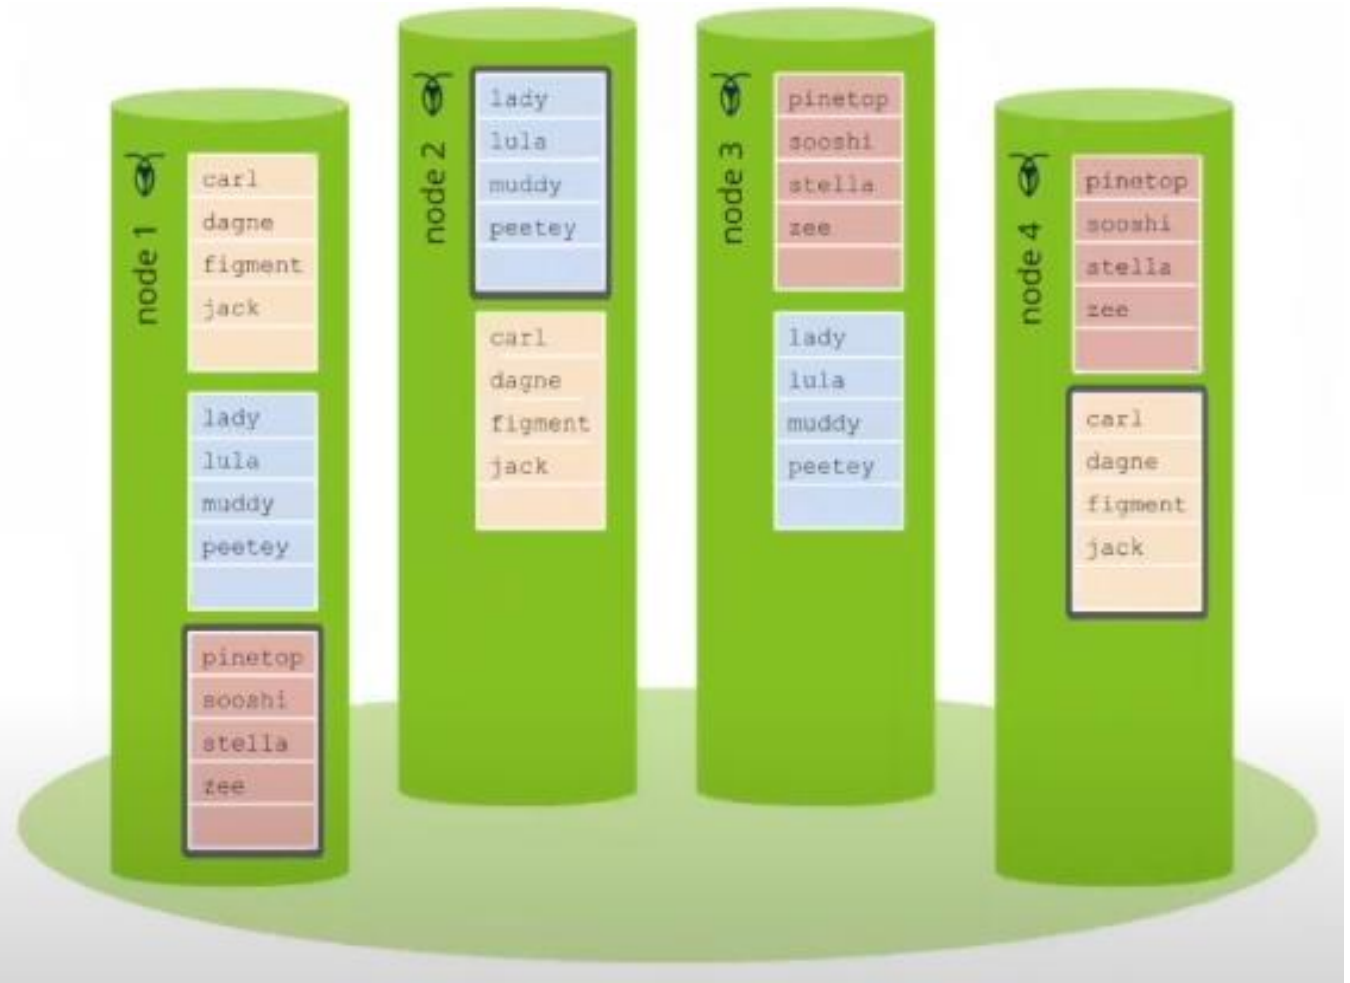 node 1
carl
dagne
figment
jack
lady
lula
muddy
peetey
pinetop
sooshi
stella
zee
node 2
lady
lula
muddy
peetey
carl
dagne
figment
jack
node 3
pinetop
sooshi
stella
zee
lady
lula
muddy
peetey
node 4
pinetop
sooshi
stella
zee
carl
dagne
figment
jack